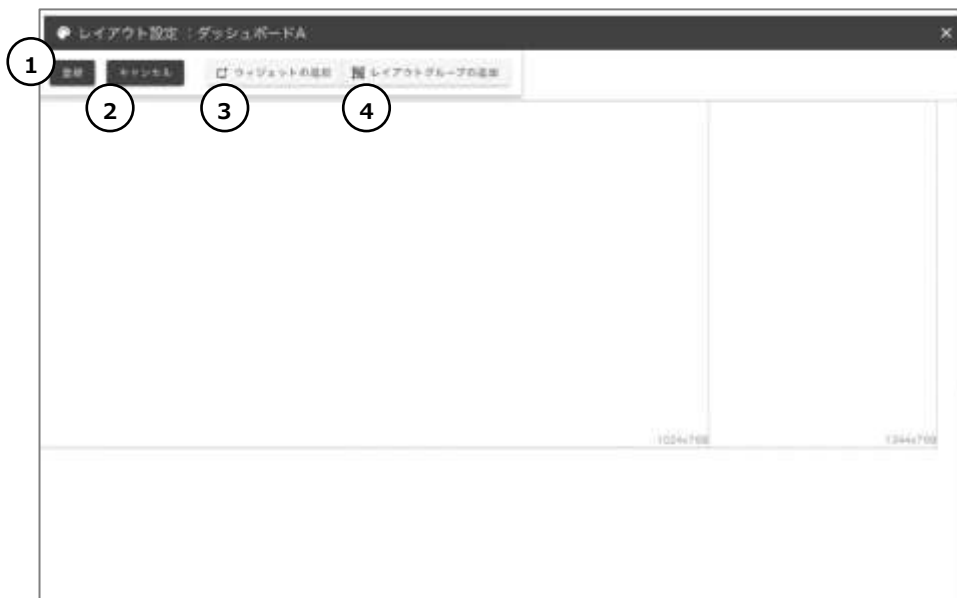 レイアウト設定 : ダッシュボードA ×
1 登録 キャンセル ウィジェットの追加 レイアウトグループの追加
2 3 4
1024x768 1344x768